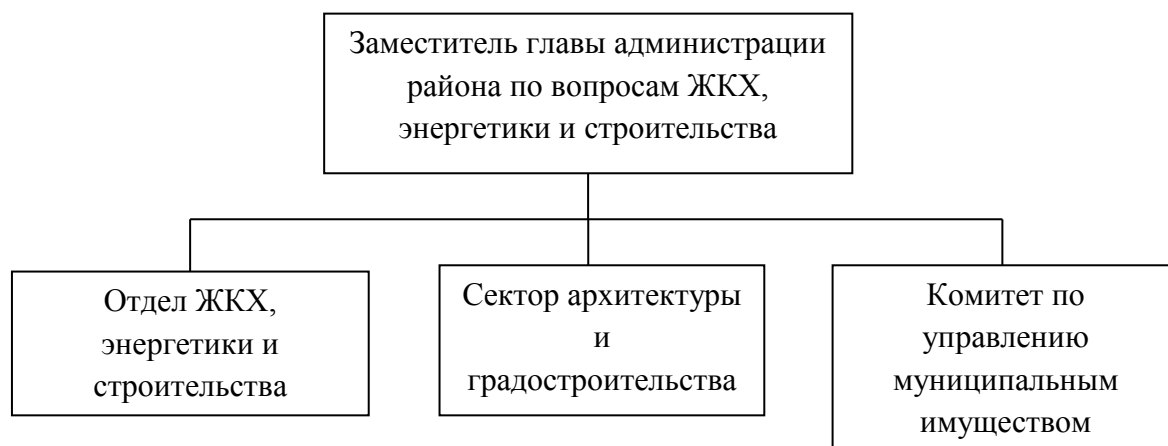 Заместитель главы администрации
района по вопросам ЖКХ,
энергетики и строительства
Отдел ЖКХ,
энергетики и
строительства
Сектор архитектуры
и
градостроительства
Комитет по
управлению
муниципальным
имуществом